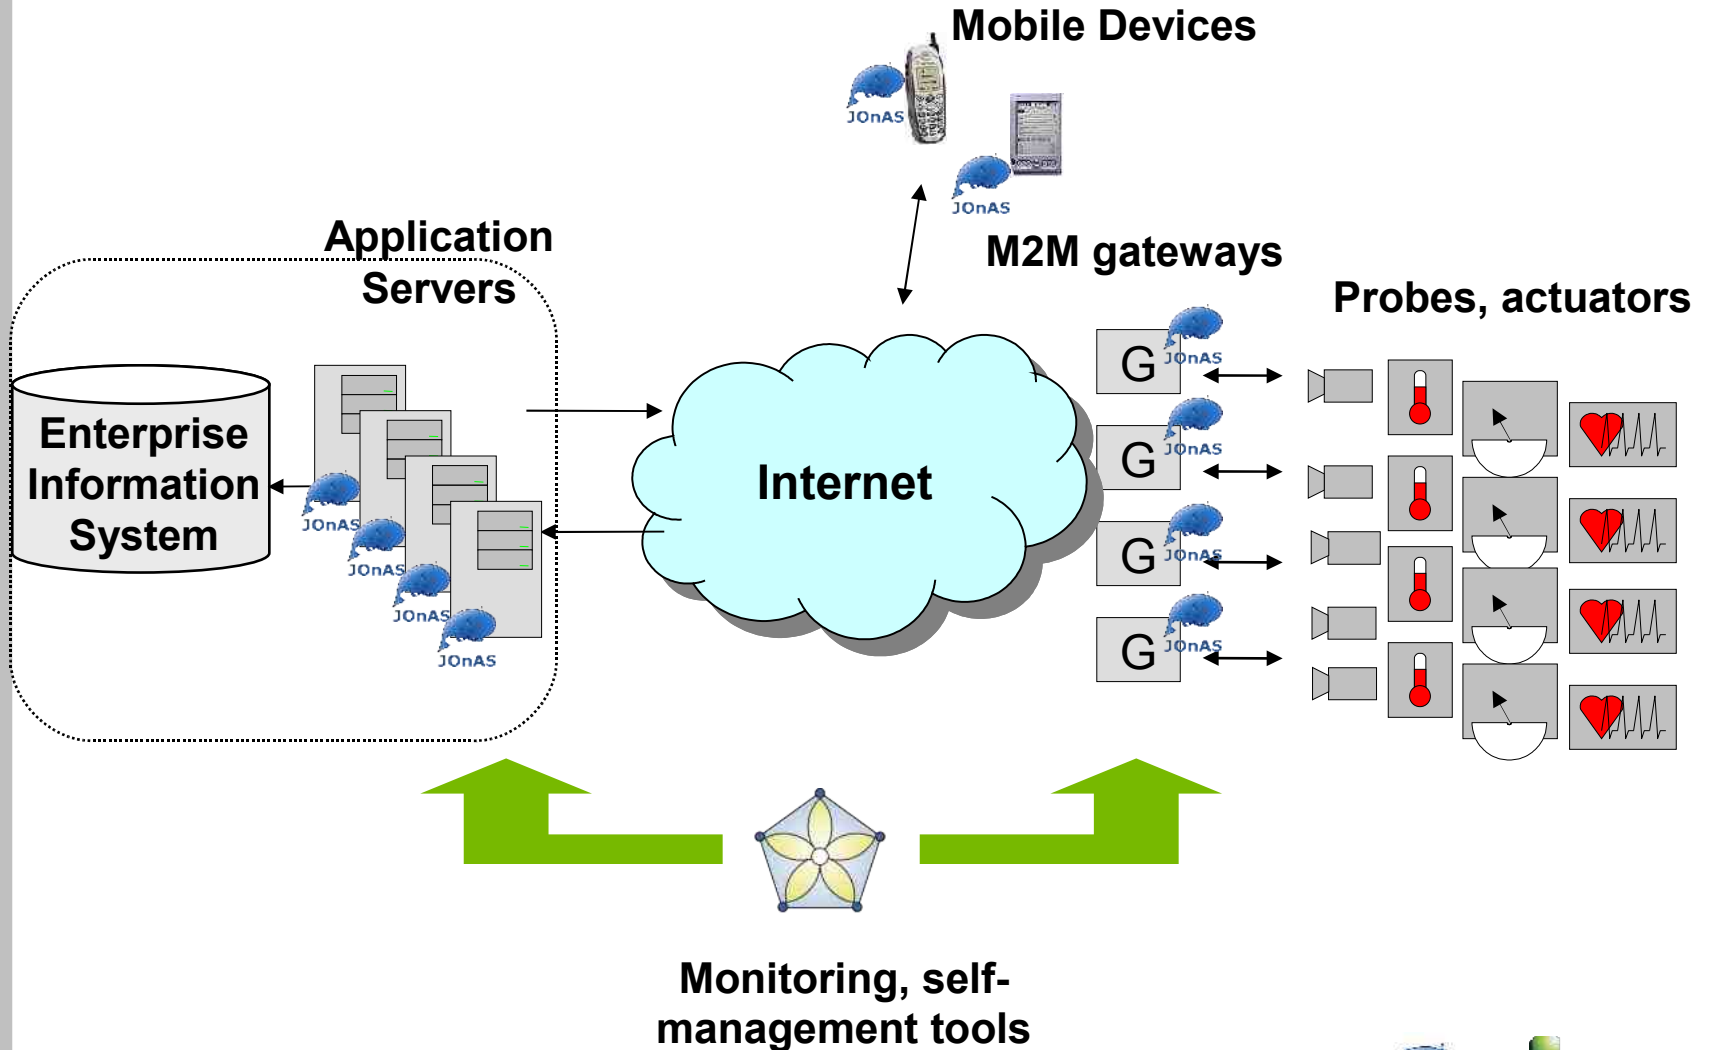 Mobile Devices
JOnAS
JOnAS
Application
Servers
M2M gateways
Probes, actuators
Enterprise
Information
System
JOnAS
JOnAS
JOnAS
JOnAS
Internet
G
JOnAS
G
JOnAS
G
JOnAS
G
JOnAS
Monitoring, self-
management tools